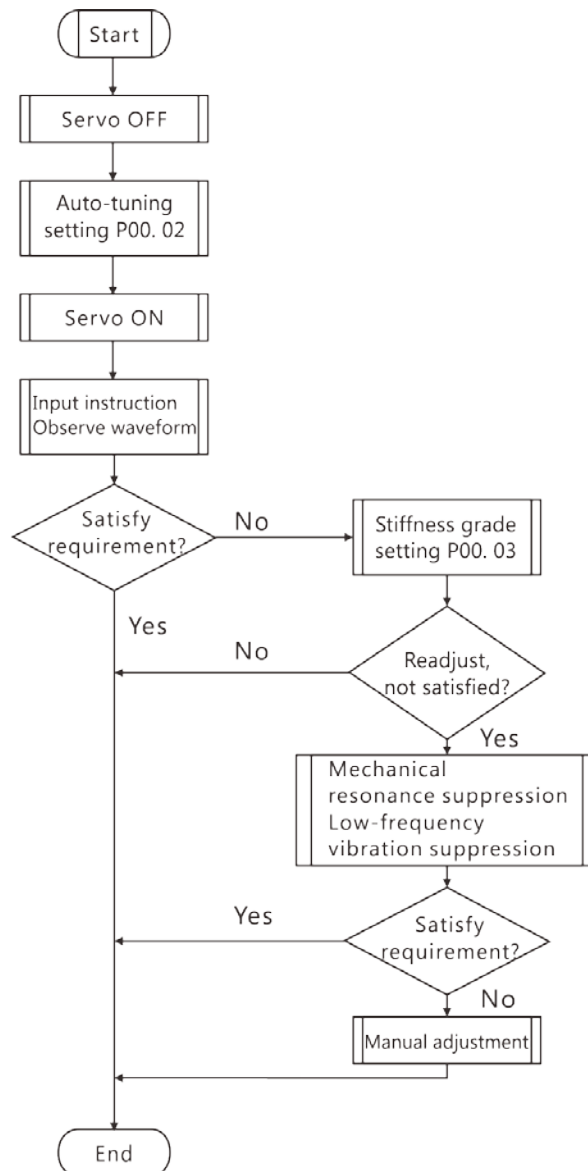 Start
Servo OFF
Auto-tuning
setting P00. 02
Servo ON
Input instruction
Observe waveform
Satisfy
requirement?
No
Stiffness grade
setting P00. 03
Yes
No
Readjust,
not satisfied?
Yes
Mechanical
resonance suppression
Low-frequency
vibration suppression
Yes
Satisfy
requirement?
No
Manual adjustment
End